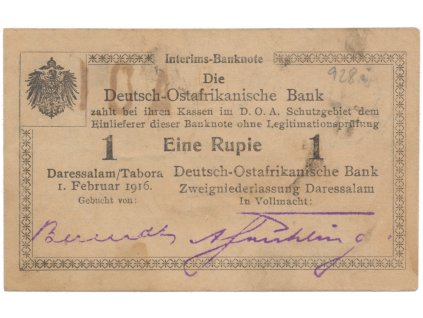 Interims-Banknote
928
Die
Deutsch-Ostafrikanische Bank
zahlt bei ihren Kassen im D. O. A. Schutzgebiet dem
Einlieferer dieser Banknote ohne Legitimationsprüfung
1 Eine Rupie 1
Daressalam/Tabora
1. Februar 1916.
Gebucht von:
Deutsch-Ostafrikanische Bank
Zweigniederlassung Daressalam
In Vollmacht: